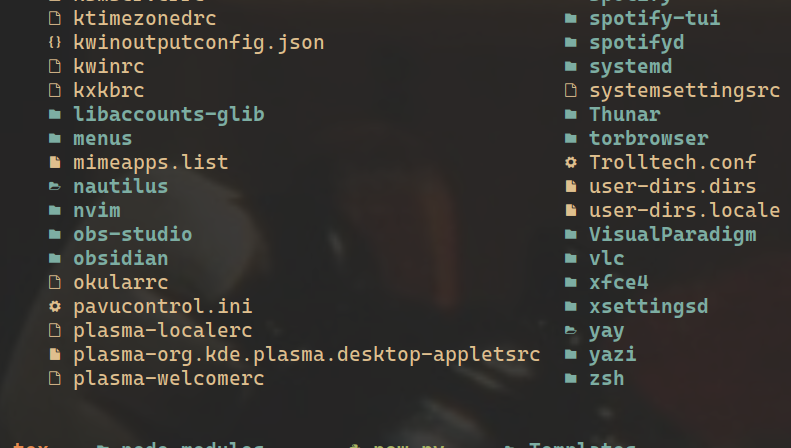 ktimezonedrc
kwinoutputconfig.json
kwinrc
kxkbrc
libaccounts-glib
menus
mimeapps.list
nautilus
nvim
obs-studio
obsidian
okularrc
pavucontrol.ini
plasma-localerc
plasma-org.kde.plasma.desktop-appletsrc
plasma-welcomerc
spotify-tui
spotifyd
systemd
systemsettingsrc
Thunar
torbrowser
Trolltech.conf
user-dirs.dirs
user-dirs.locale
VisualParadigm
vlc
xfce4
xsettingsd
yay
yazi
zsh
node_modules
Templates